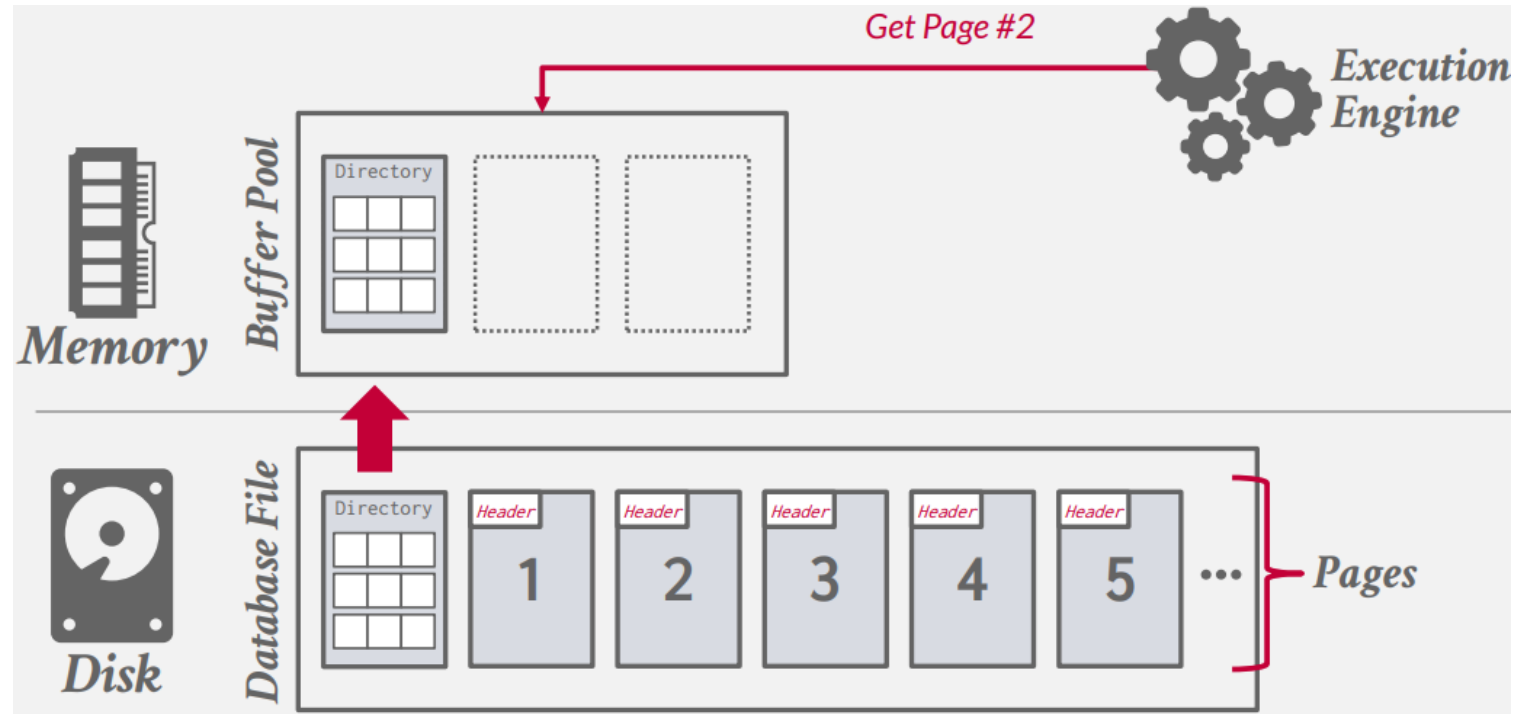 Get Page #2
Execution
Engine
Buffer Pool
Directory
Memory
Database File
Directory
Header
1
Header
2
Header
3
Header
4
Header
5
...
Pages
Disk